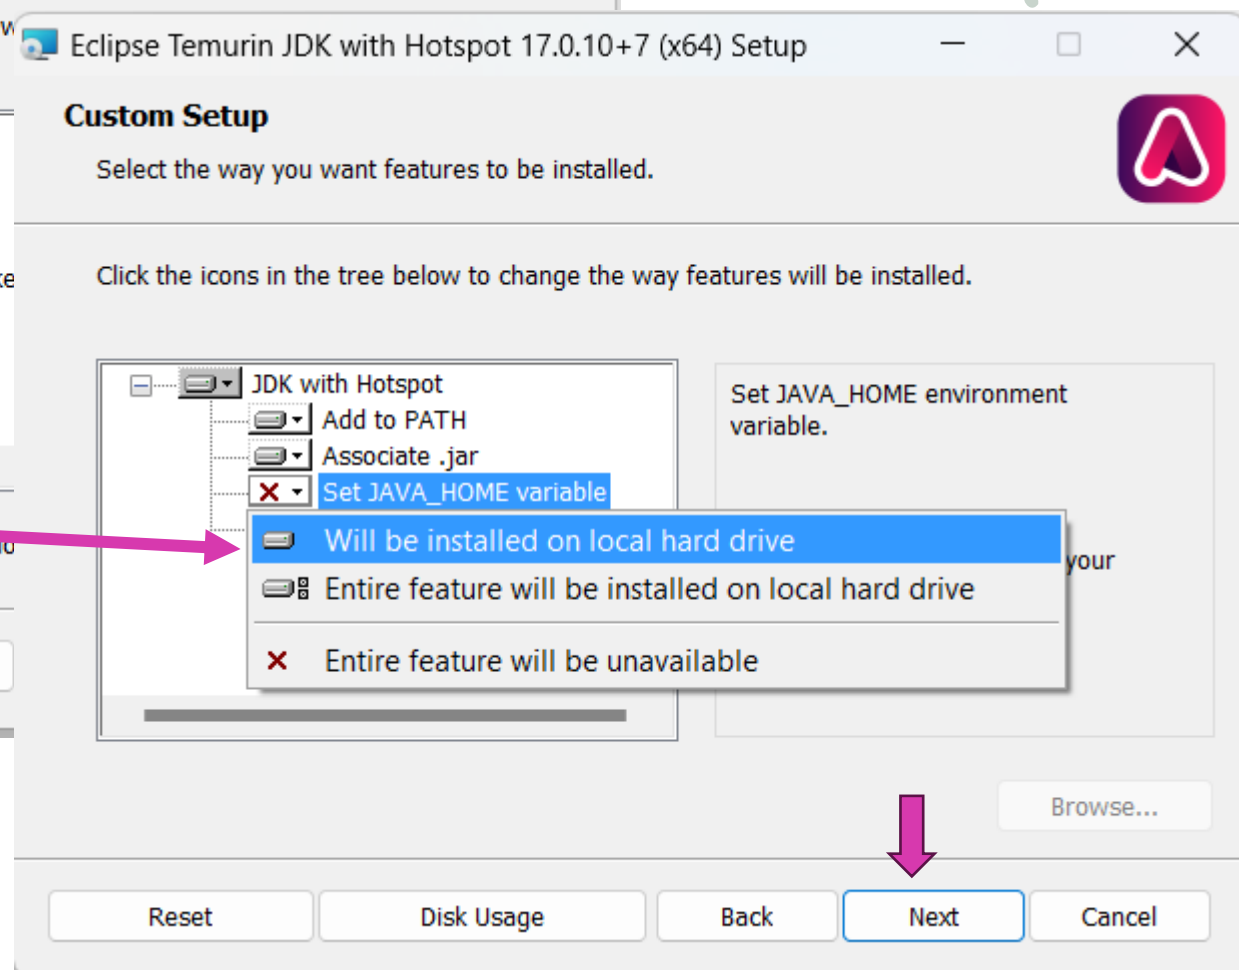 Eclipse Temurin JDK with Hotspot 17.0.10+7 (x64) Setup
Custom Setup
Select the way you want features to be installed.
Click the icons in the tree below to change the way features will be installed.
JDK with Hotspot
Add to PATH
Associate .jar
Set JAVA_HOME variable
Will be installed on local hard drive
Entire feature will be installed on local hard drive
Entire feature will be unavailable
Set JAVA_HOME environment
variable.
your
Browse...
Reset
Disk Usage
Back
Next
Cancel